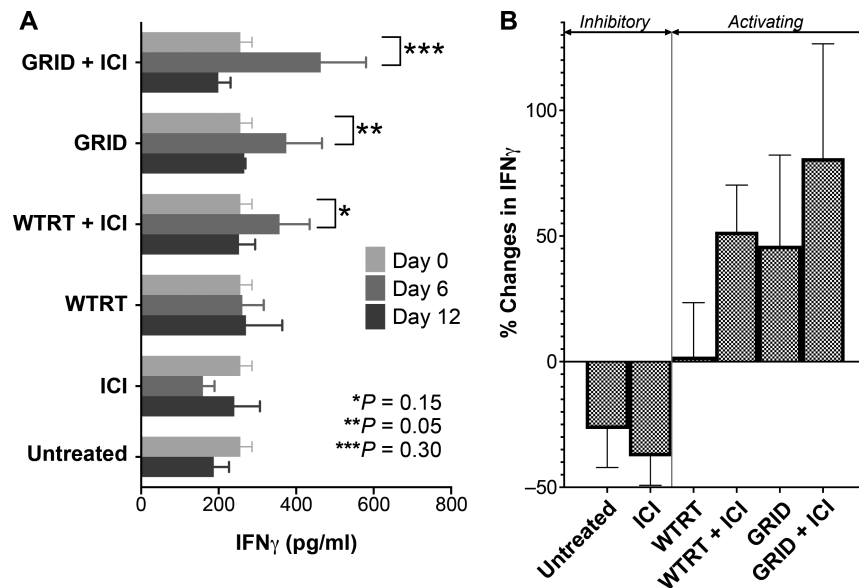 A
GRID + ICI
***
GRID
**
WTRT + ICI
*
WTRT
ICI
Untreated
Day 0
Day 6
Day 12
*P = 0.15
**P = 0.05
***P = 0.30
0 200 400 600 800
IFNγ (pg/ml)
B
Inhibitory Activating
% Changes in IFNγ
100
50
0
–50
Untreated
ICI
WTRT
WTRT + ICI
GRID
GRID + ICI